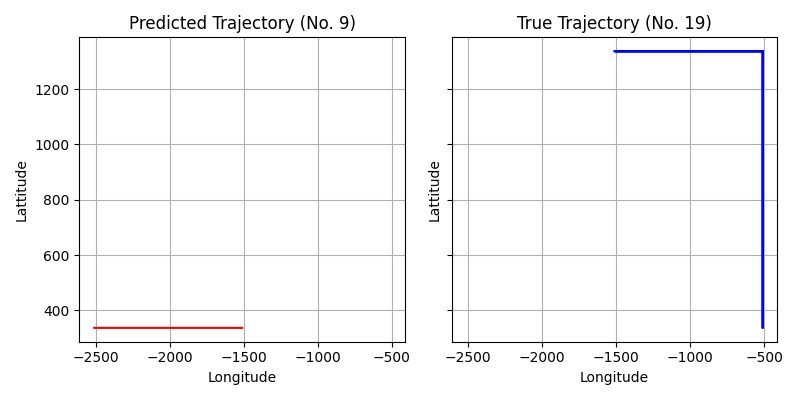 Predicted Trajectory (No. 9)
True Trajectory (No. 19)
Lattitude
1200
1000
800
600
400
−2500 −2000 −1500 −1000 −500
Longitude
Lattitude
−2500 −2000 −1500 −1000 −500
Longitude